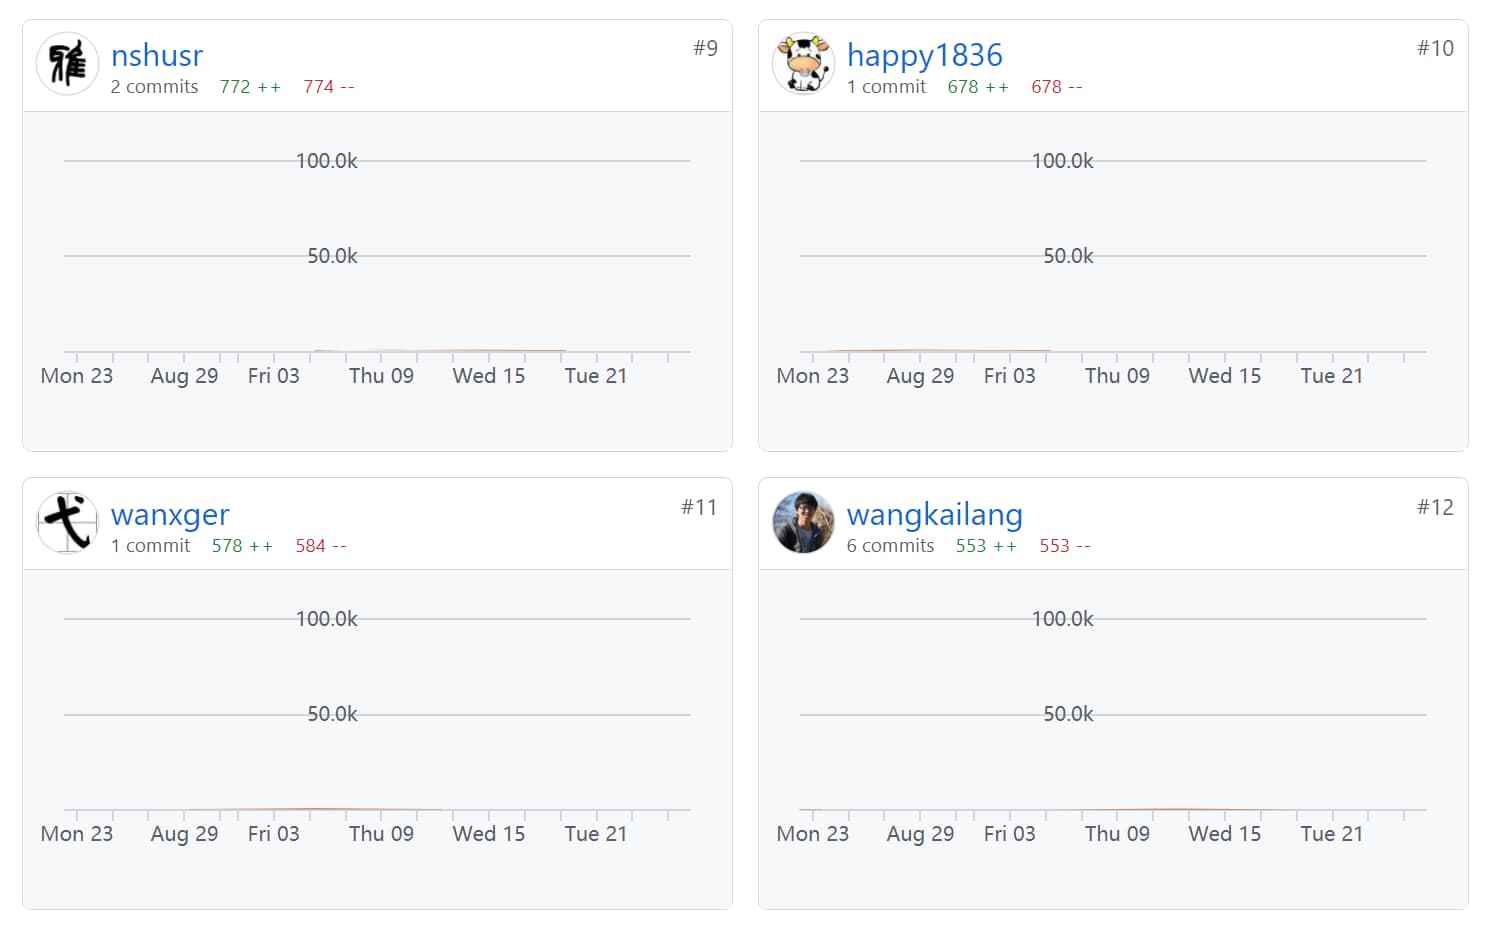 雅
nshusr
#9
2 commits 772 ++ 774 --
100.0k
50.0k
Mon 23 Aug 29 Fri 03 Thu 09 Wed 15 Tue 21
happy1836
#10
1 commit 678 ++ 678 --
100.0k
50.0k
Mon 23 Aug 29 Fri 03 Thu 09 Wed 15 Tue 21
弋
wanxger
#11
1 commit 578 ++ 584 --
100.0k
50.0k
Mon 23 Aug 29 Fri 03 Thu 09 Wed 15 Tue 21
wangkailang
#12
6 commits 553 ++ 553 --
100.0k
50.0k
Mon 23 Aug 29 Fri 03 Thu 09 Wed 15 Tue 21